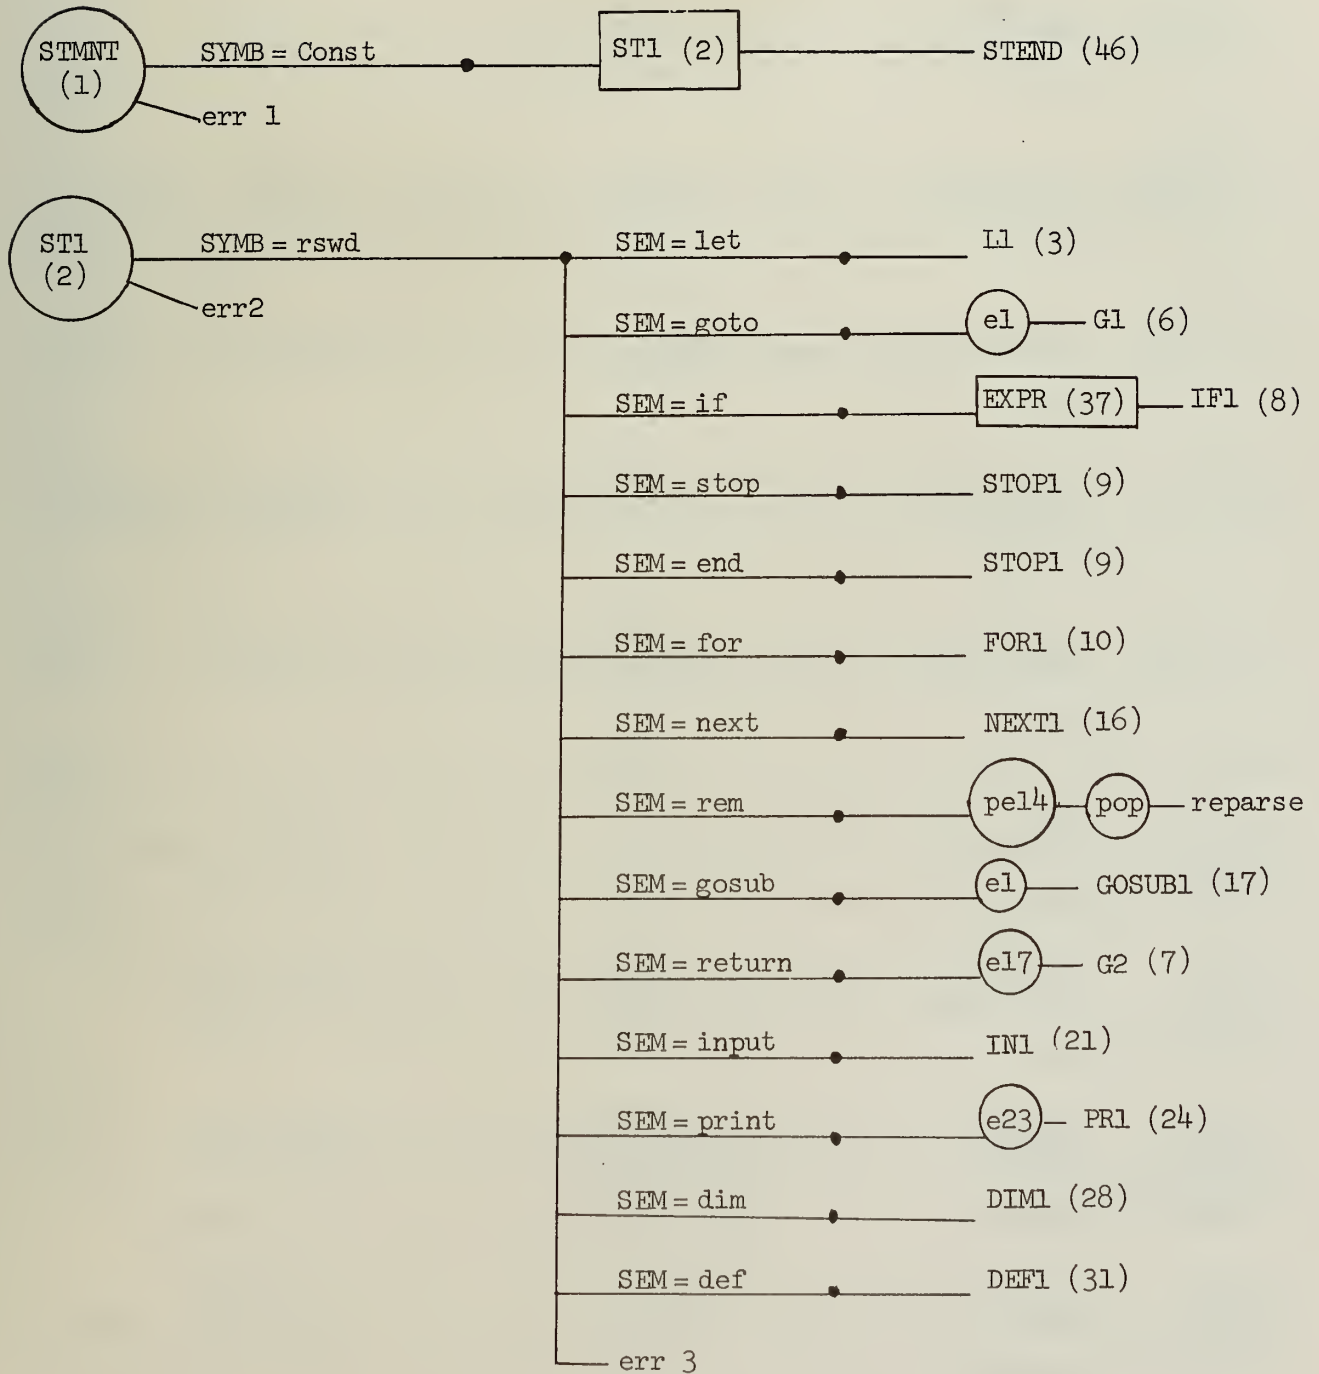 STMNT (1) SYMB = Const ST1 (2) STEND (46)
err 1
ST1 (2) SYMB = rswd SEM = let L1 (3)
err2
SEM = goto e1 G1 (6)
SEM = if EXPR (37) IF1 (8)
SEM = stop STOP1 (9)
SEM = end STOP1 (9)
SEM = for FOR1 (10)
SEM = next NEXT1 (16)
SEM = rem pe14 pop reparse
SEM = gosub e1 GOSUB1 (17)
SEM = return e17 G2 (7)
SEM = input IN1 (21)
SEM = print e23 PR1 (24)
SEM = dim DIM1 (28)
SEM = def DEF1 (31)
err 3